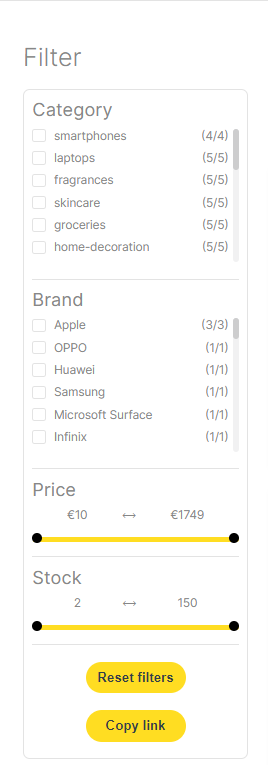 Filter
Category
smartphones (4/4)
laptops (5/5)
fragrances (5/5)
skincare (5/5)
groceries (5/5)
home-decoration (5/5)
Brand
Apple (3/3)
OPPO (1/1)
Huawei (1/1)
Samsung (1/1)
Microsoft Surface (1/1)
Infinix (1/1)
Price
€10 ↔ €1749
Stock
2 ↔ 150
Reset filters
Copy link